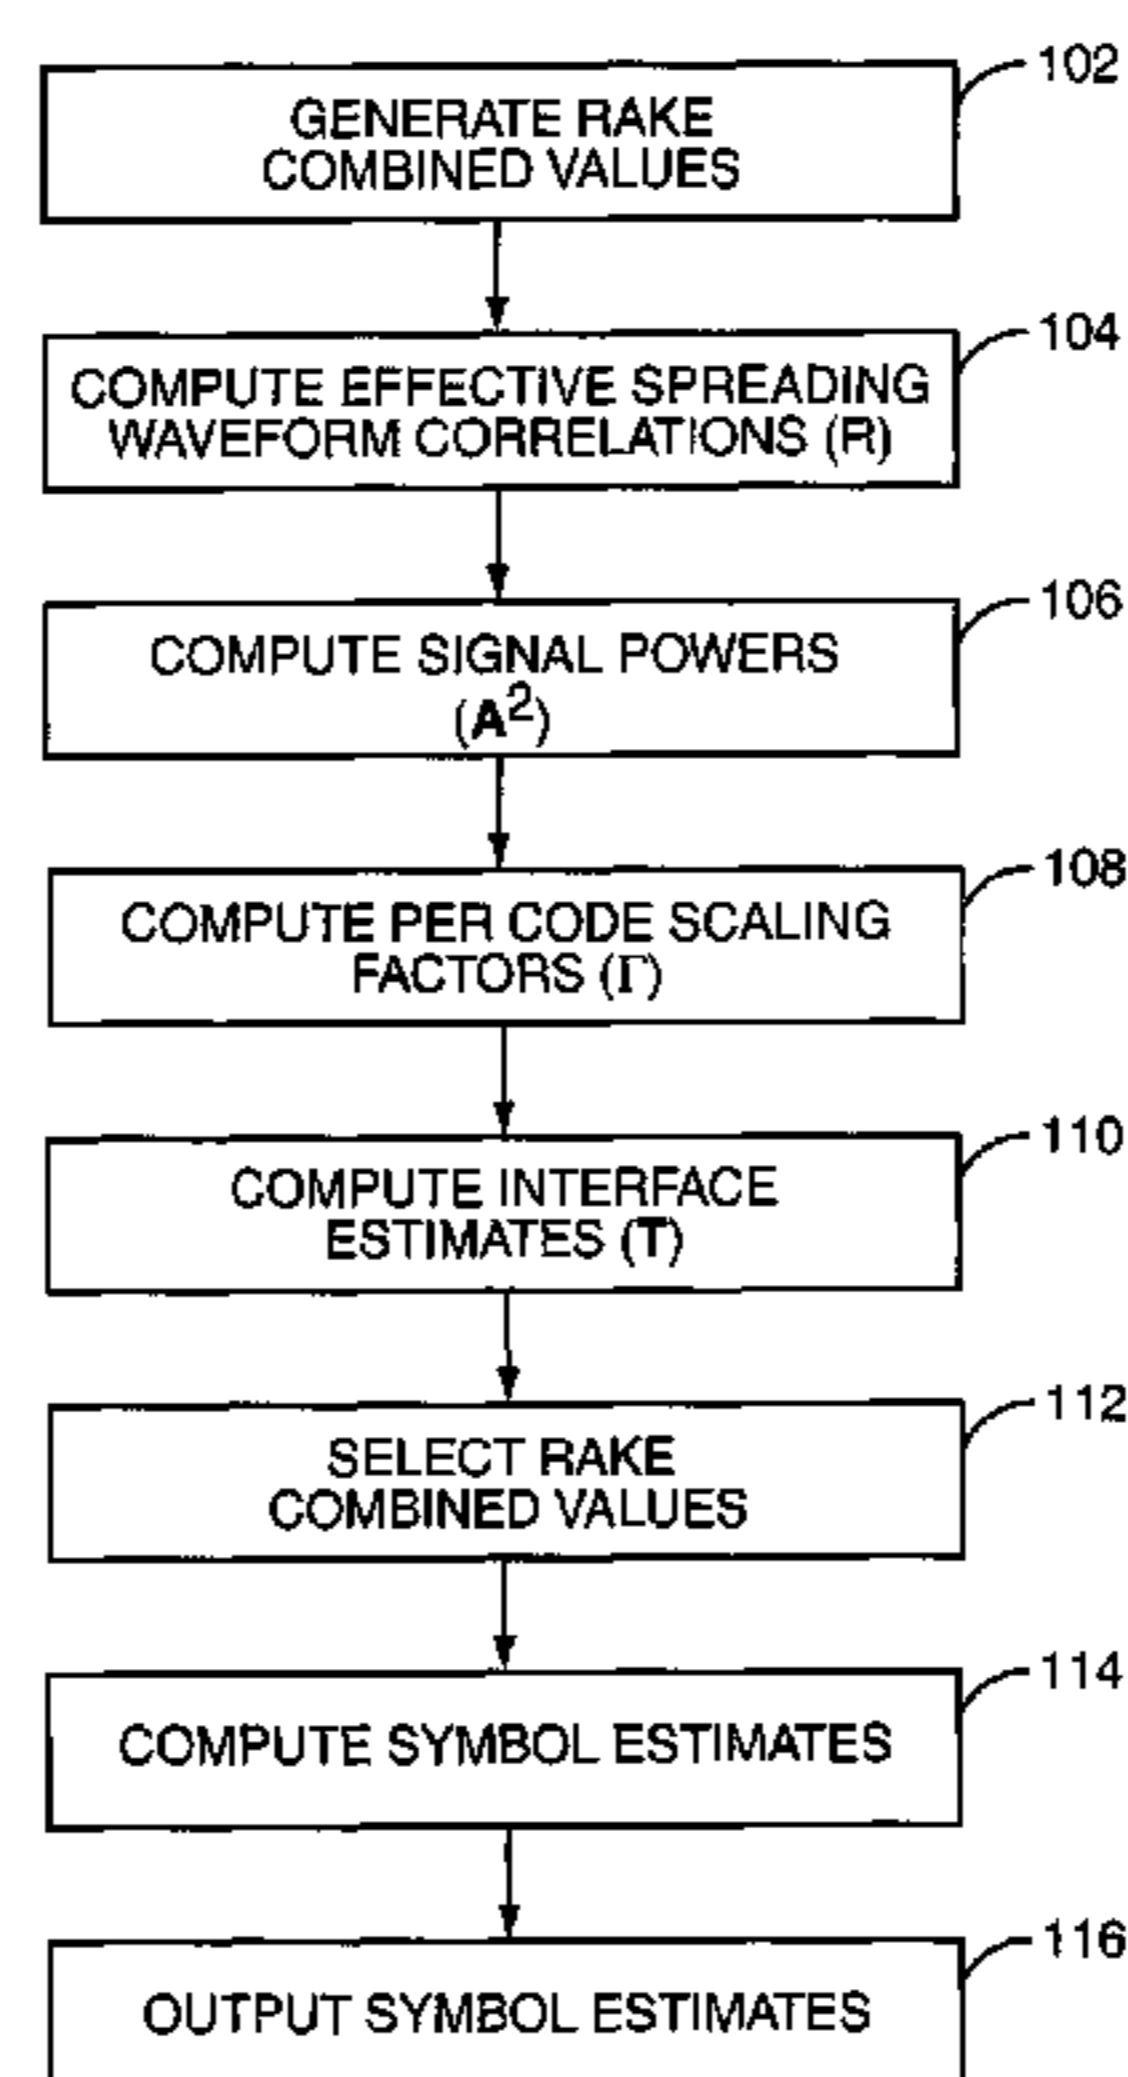 102
GENERATE RAKE
COMBINED VALUES
104
COMPUTE EFFECTIVE SPREADING
WAVEFORM CORRELATIONS (R)
106
COMPUTE SIGNAL POWERS
(A²)
108
COMPUTE PER CODE SCALING
FACTORS (Γ)
110
COMPUTE INTERFACE
ESTIMATES (T)
112
SELECT RAKE
COMBINED VALUES
114
COMPUTE SYMBOL ESTIMATES
116
OUTPUT SYMBOL ESTIMATES